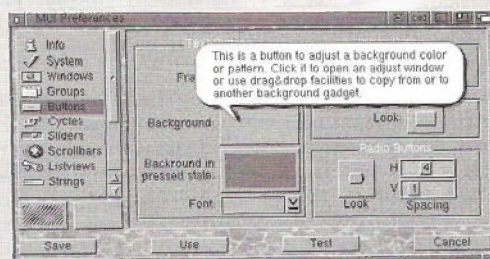 MUI Preferences
Info
System
Windows
Groups
Buttons
Cycles
Sliders
Scrollbars
Listviews
Strings
This is a button to adjust a background color
or pattern. Click it to open an adjust window
or use drag&drop facilities to copy from or to
another background gadget.
Background
Backround in
pressed state:
Font
Look
Radio Buttons
H 4
V 1
Look
Spacing
Save
Use
Test
Cancel